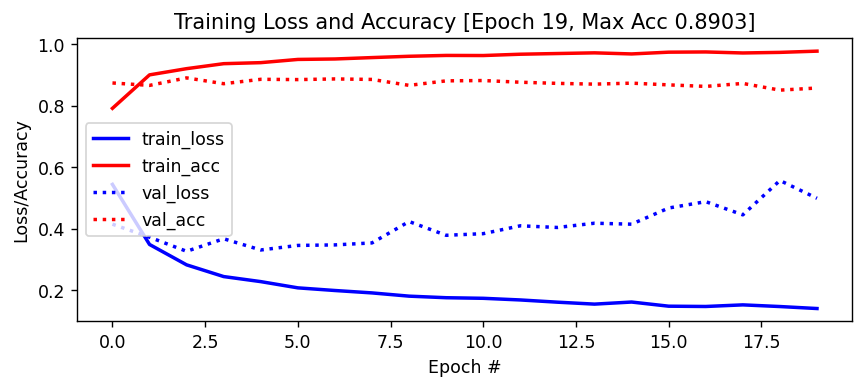 Training Loss and Accuracy [Epoch 19, Max Acc 0.8903]
1.0
0.8
0.6
0.4
0.2
Loss/Accuracy
train_loss
train_acc
val_loss
val_acc
0.0 2.5 5.0 7.5 10.0 12.5 15.0 17.5
Epoch #